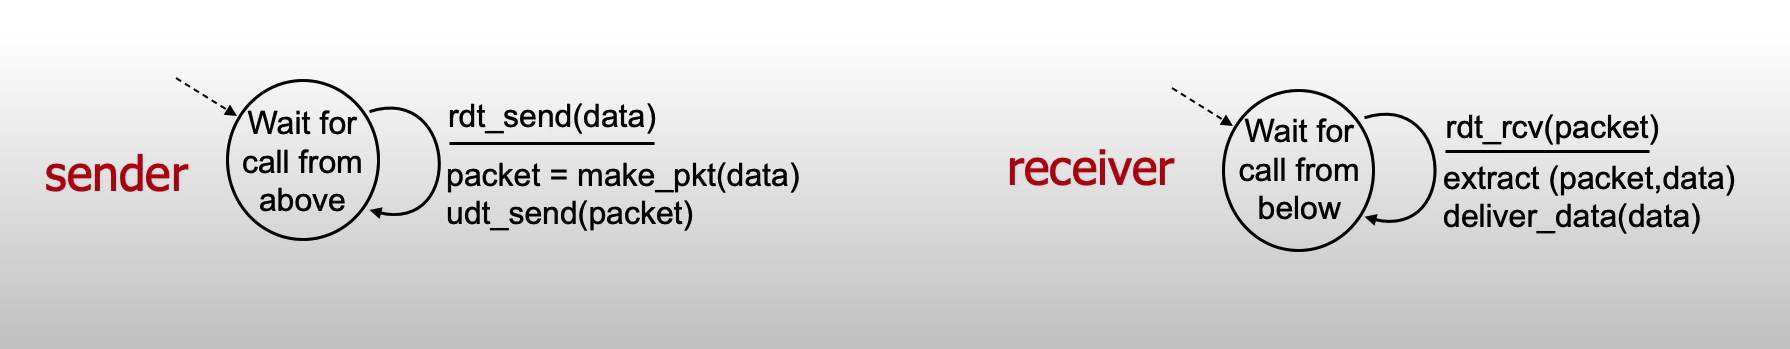 sender
Wait for
call from
above
rdt_send(data)
packet = make_pkt(data)
udt_send(packet)
receiver
Wait for
call from
below
rdt_rcv(packet)
extract (packet,data)
deliver_data(data)